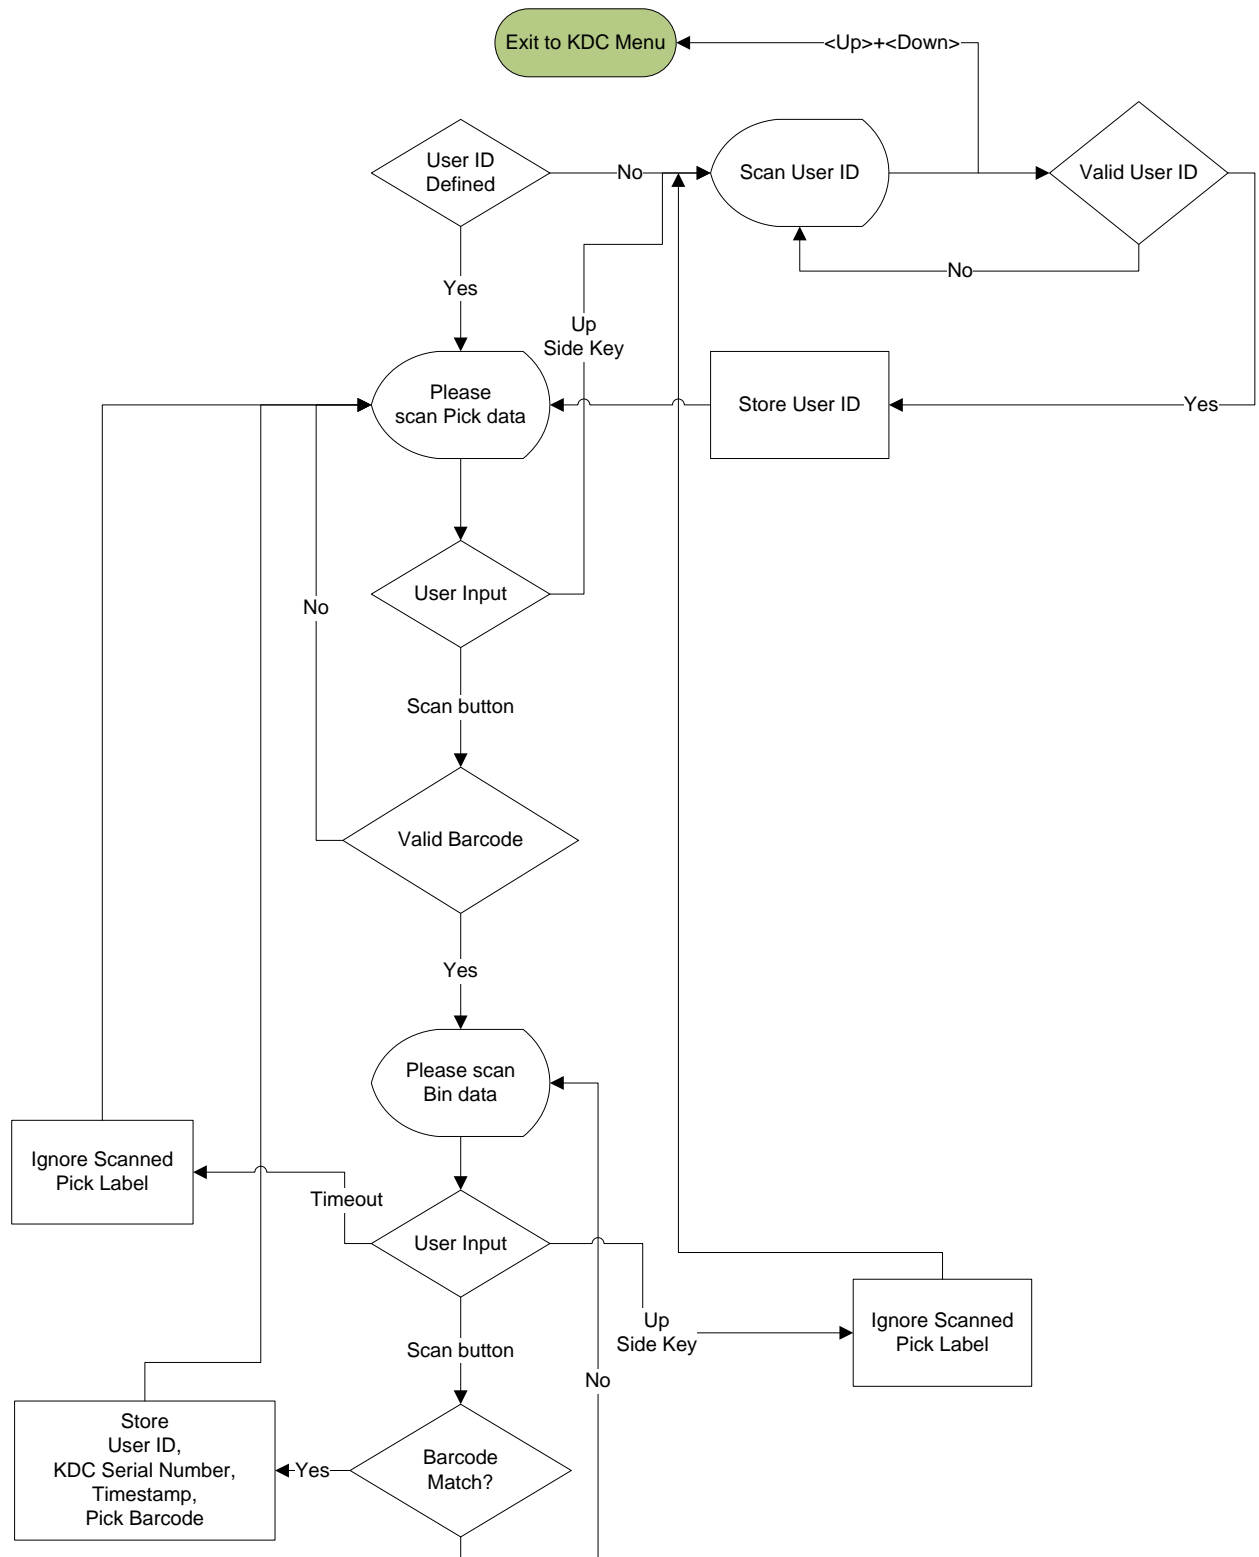 Exit to KDC Menu
<Up>+<Down>
User ID
Defined
No
Scan User ID
Valid User ID
No
Yes
Up
Side Key
Please
scan Pick data
Store User ID
Yes
User Input
No
Scan button
Valid Barcode
Yes
Please scan
Bin data
Ignore Scanned
Pick Label
Timeout
User Input
Up
Side Key
Ignore Scanned
Pick Label
Scan button
No
Store
User ID,
KDC Serial Number,
Timestamp,
Pick Barcode
Yes
Barcode
Match?